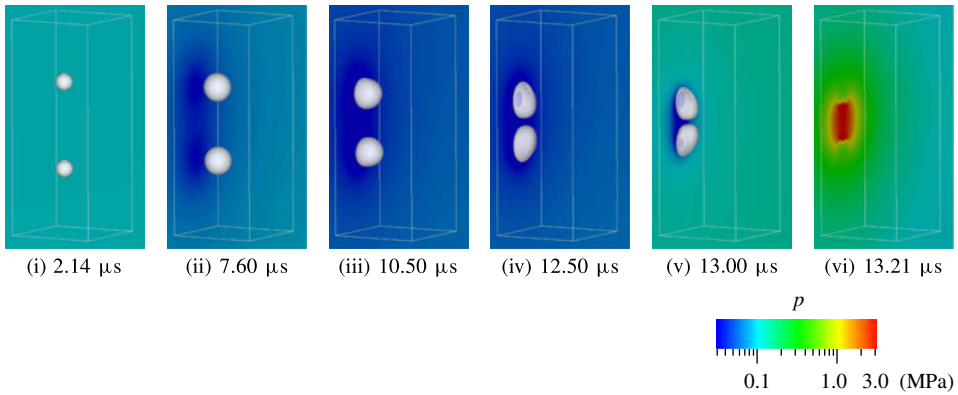 (i) 2.14 μs (ii) 7.60 μs (iii) 10.50 μs (iv) 12.50 μs (v) 13.00 μs (vi) 13.21 μs
p
0.1 1.0 3.0 (MPa)